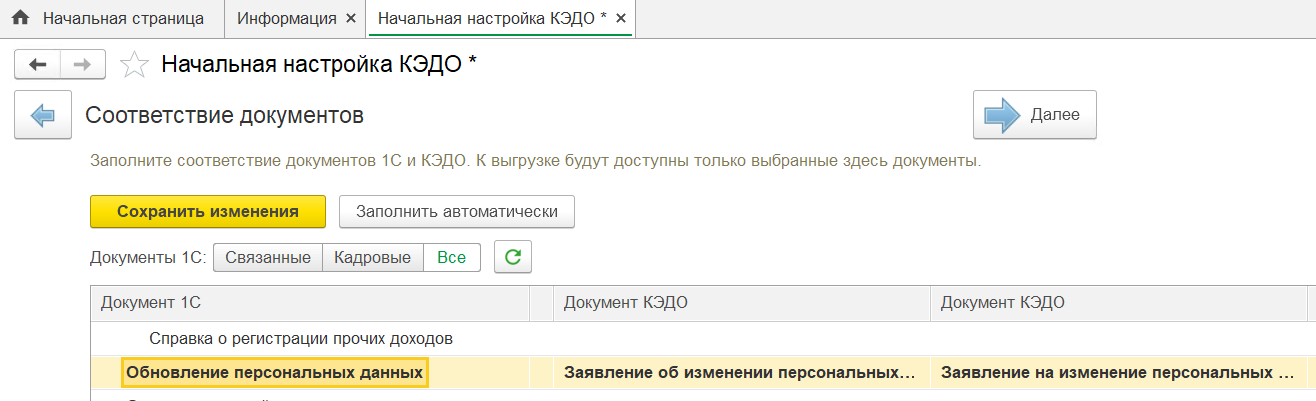 Начальная страница Информация × Начальная настройка КЭДО * ×
Начальная настройка КЭДО *
Соответствие документов Далее
Заполните соответствие документов 1С и КЭДО. К выгрузке будут доступны только выбранные здесь документы.
Сохранить изменения Заполнить автоматически
Документы 1С: Связанные Кадровые Все
Документ 1С Документ КЭДО Документ КЭДО
Справка о регистрации прочих доходов
Обновление персональных данных Заявление об изменении персональных... Заявление на изменение персональных ...